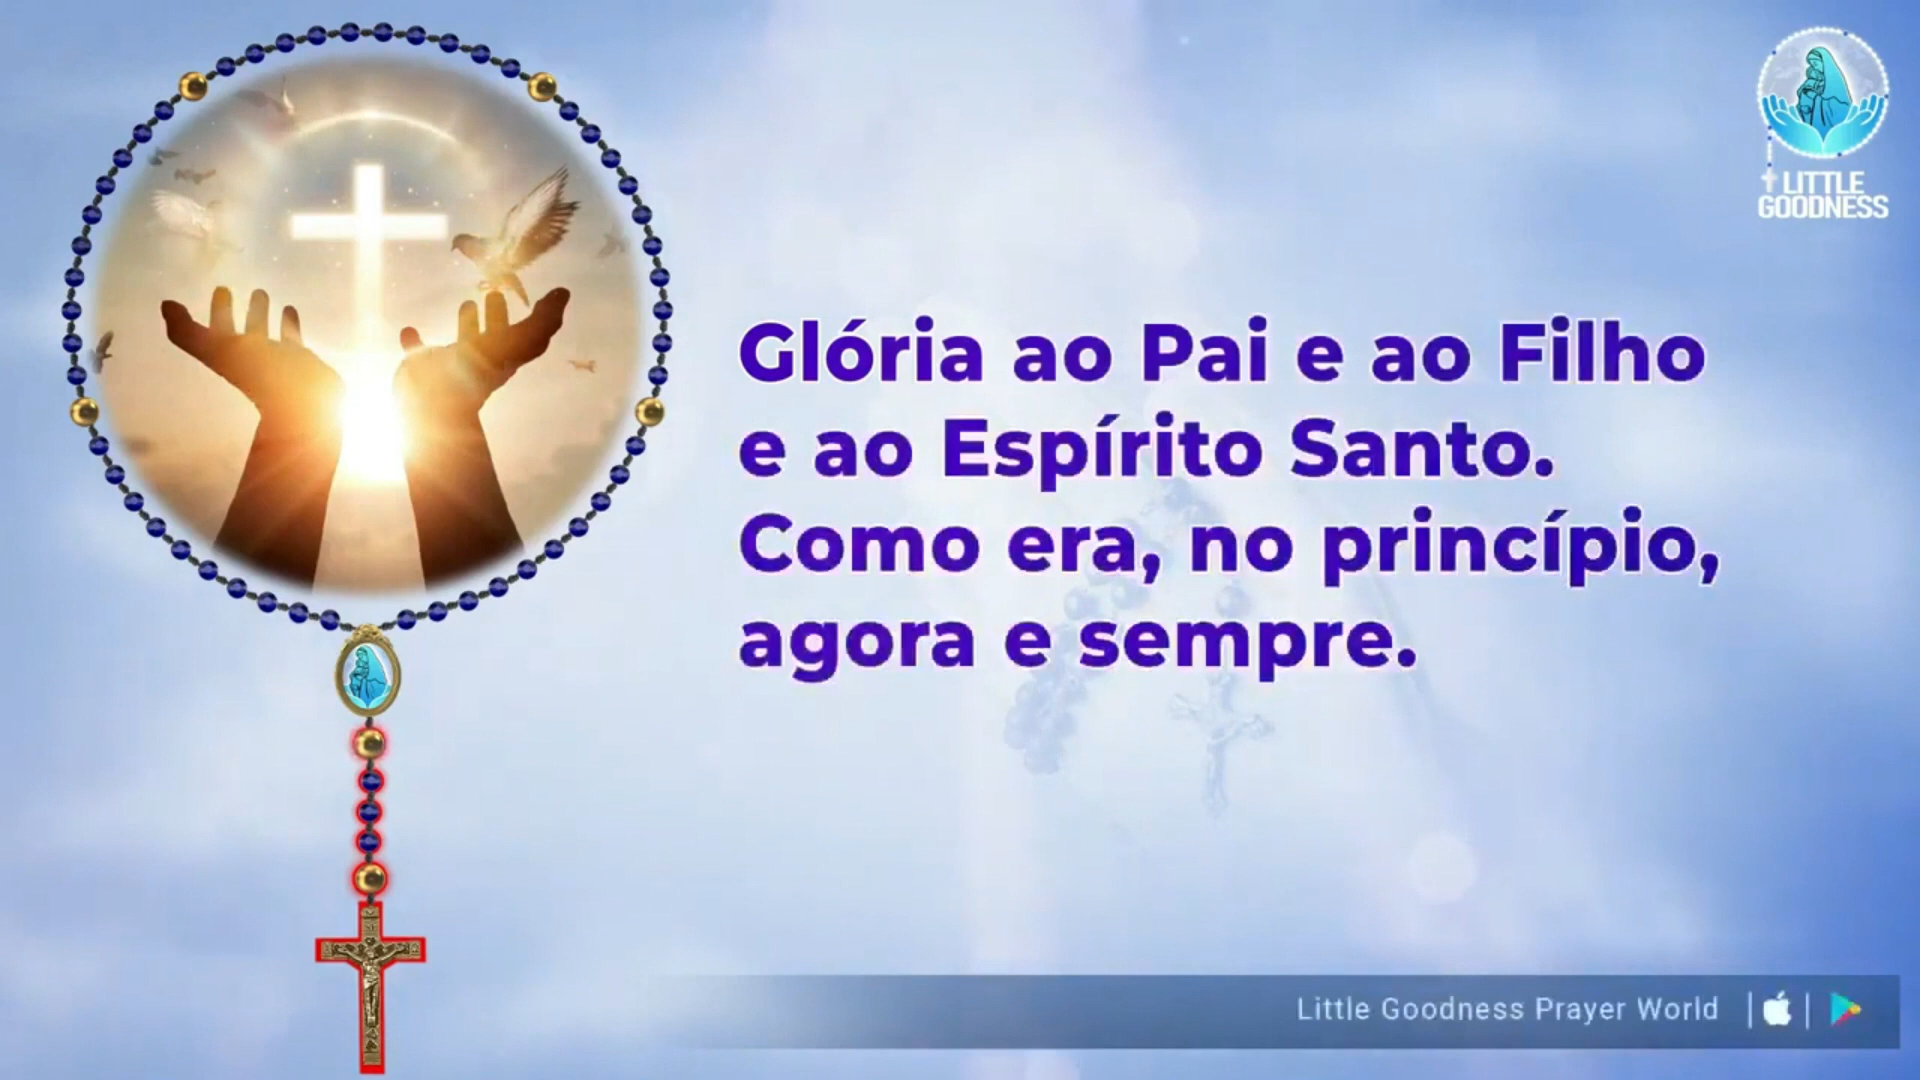 LITTLE
GOODNESS
Glória ao Pai e ao Filho
e ao Espírito Santo.
Como era, no princípio,
agora e sempre.
Little Goodness Prayer World